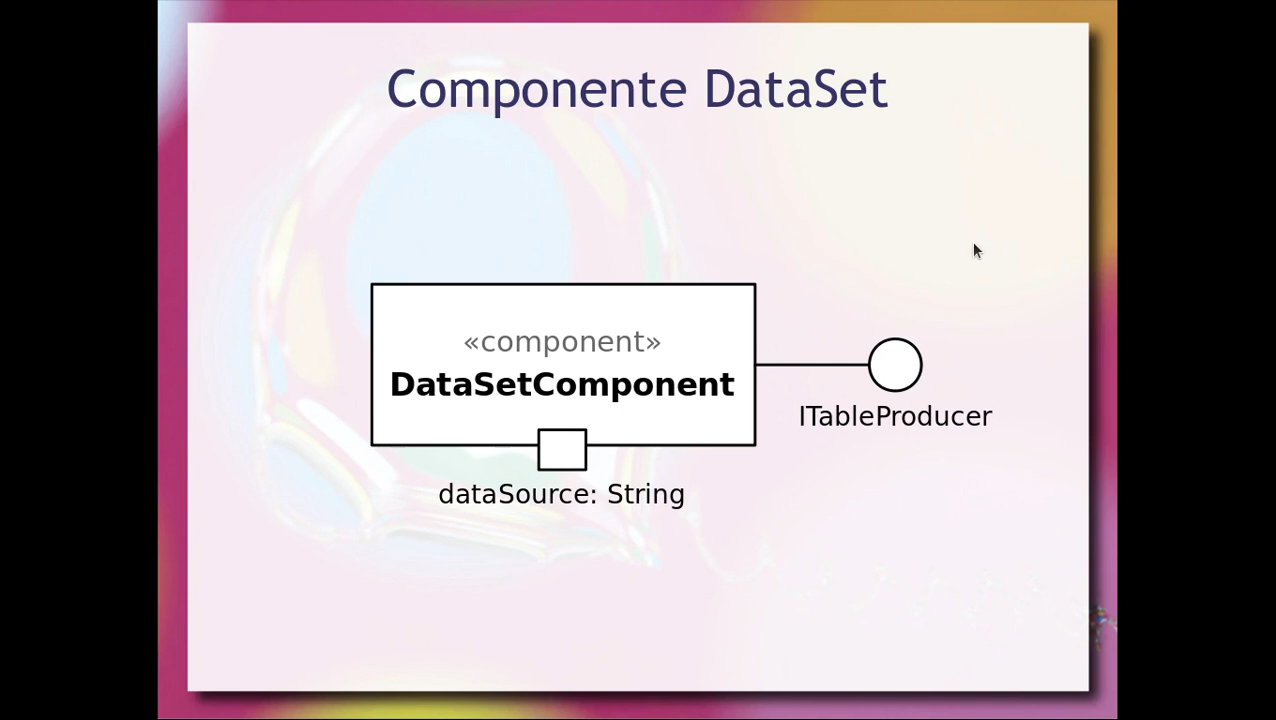 Componente DataSet
«component»
DataSetComponent
ITableProducer
dataSource: String